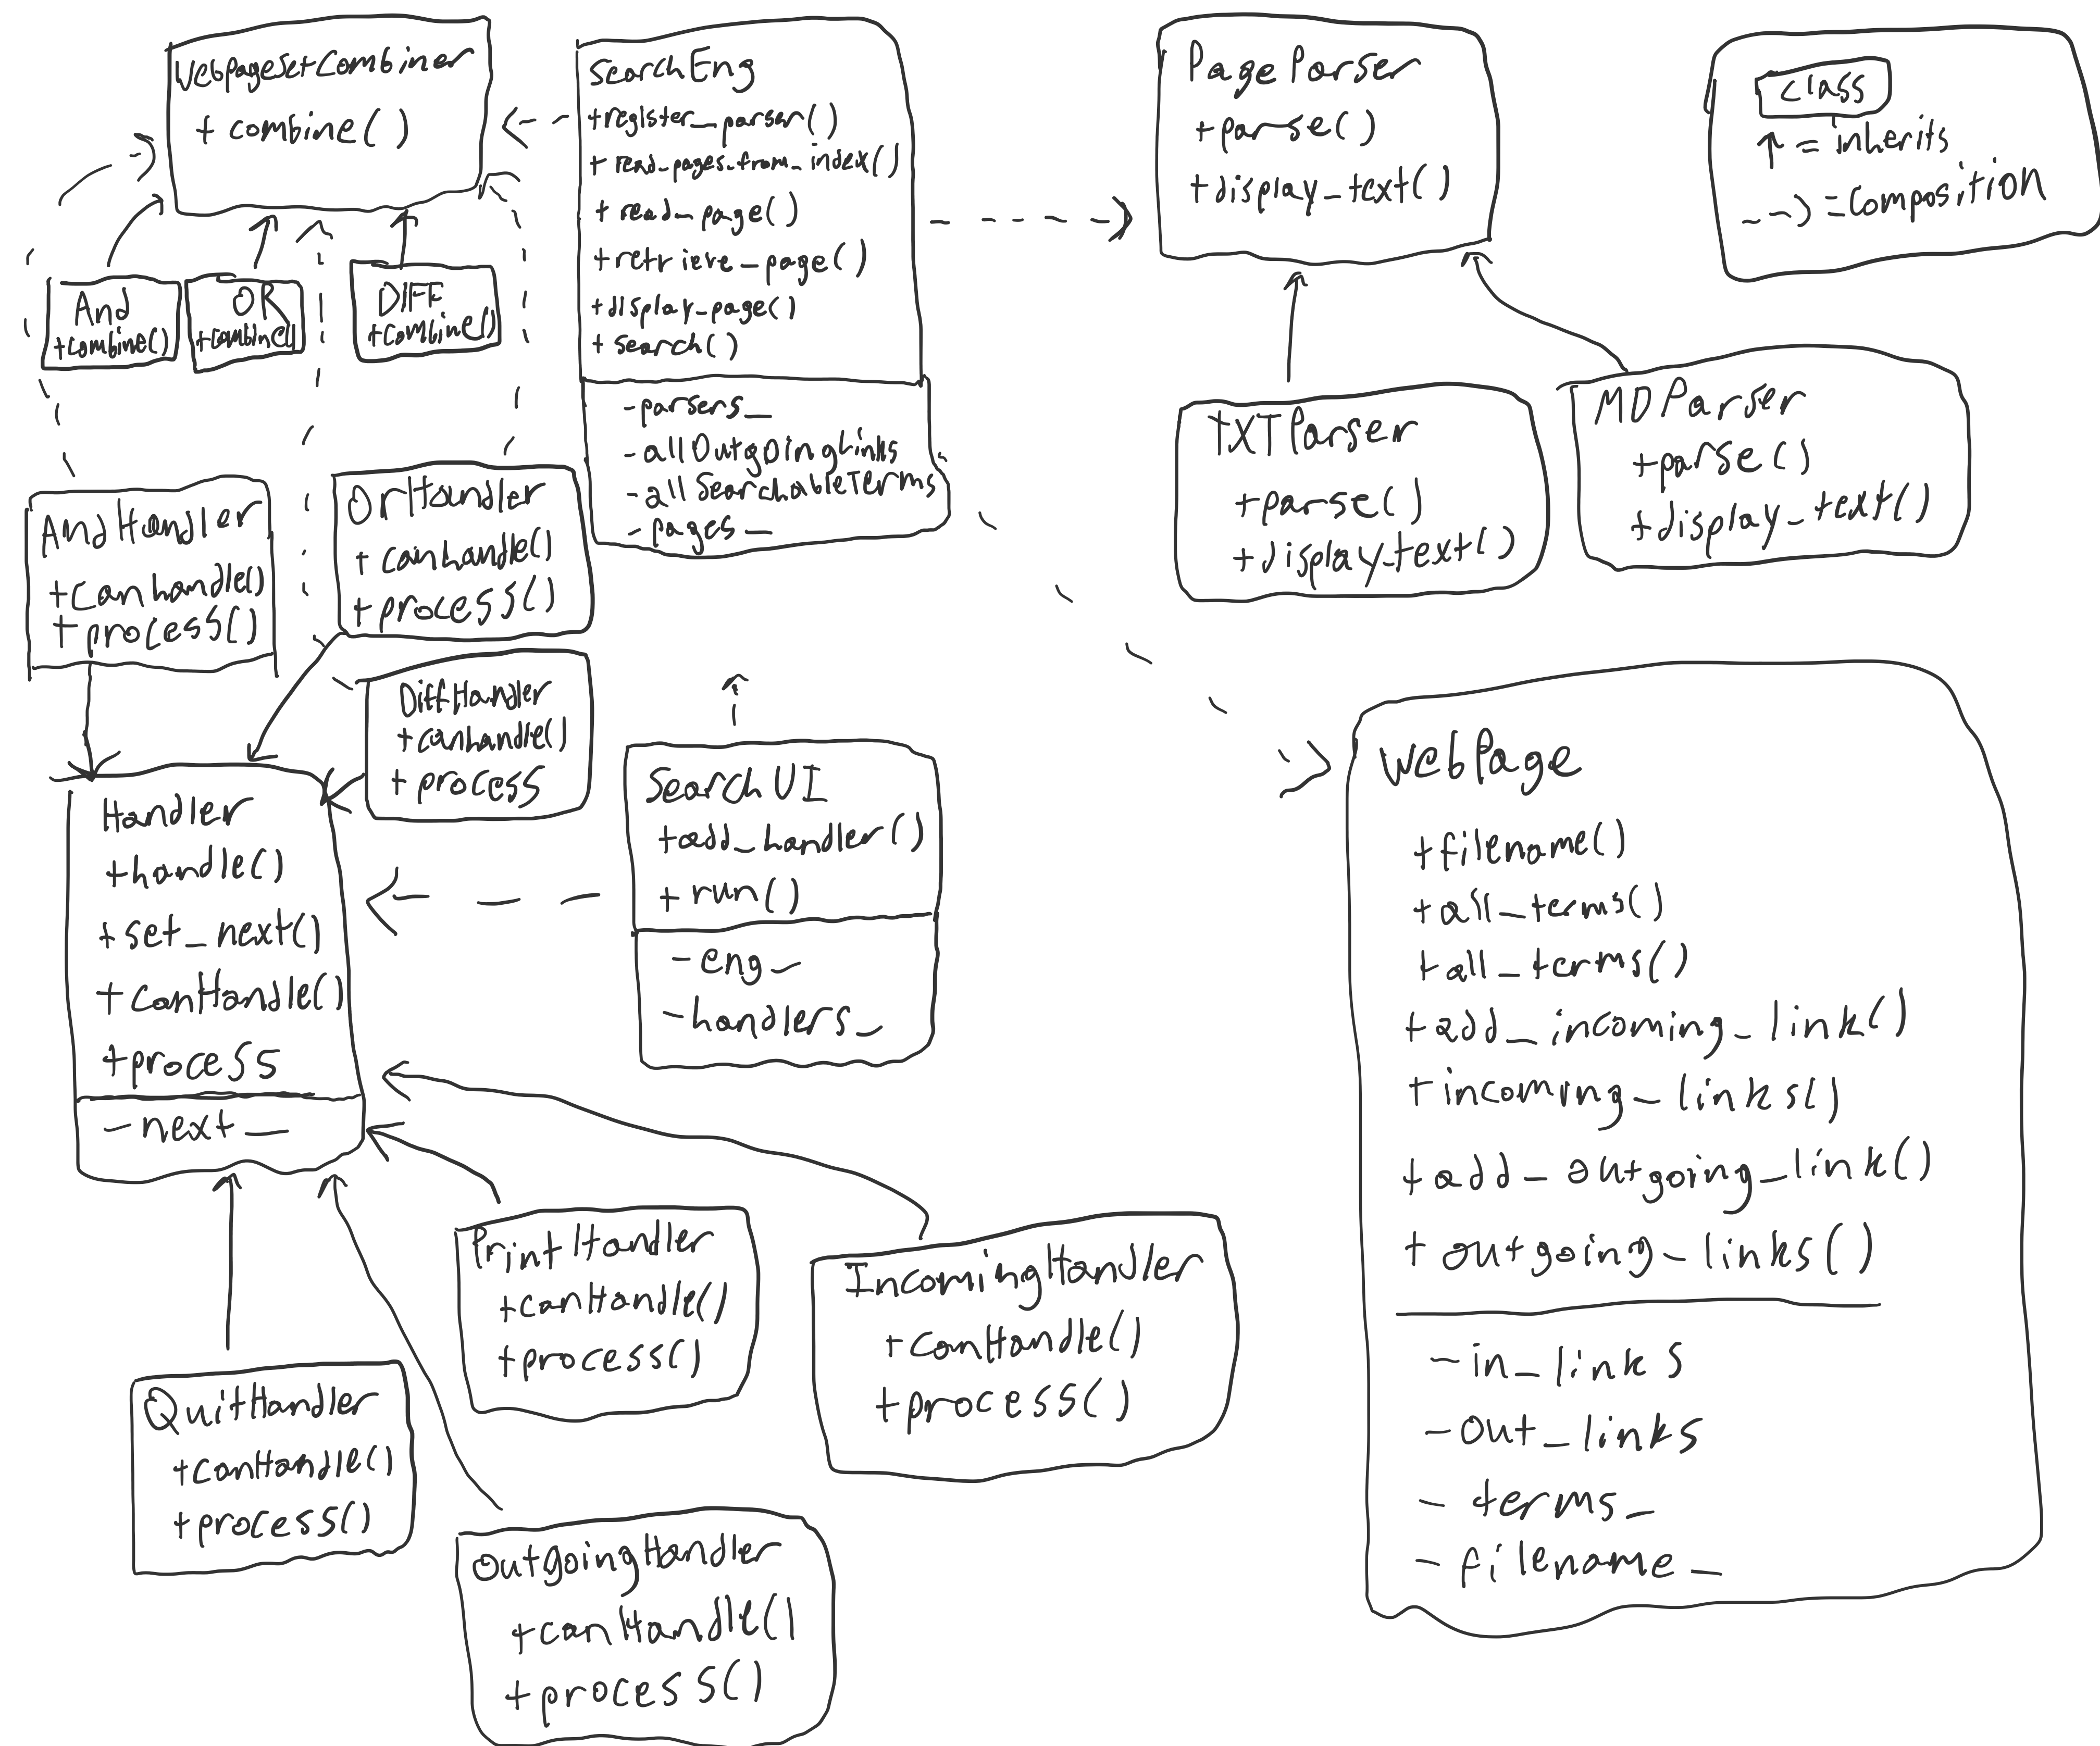 WebpageSetCombiner
+ combine()
SearchEng
+register_parser()
+ read_pages_from_index()
+ read_page()
+retrieve_page()
+display_page()
+ search()
-parsers_
-allOutgoingLinks
-allSearchableTerms
-pages_
PageParser
+parse()
+display_text()
class
↑ = inherits
--> = composition
And
+combine()
OR
+combine()
DIFF
+combine()
TXTParser
+parse()
+display_text()
MDParser
+parse()
+display_text()
AndHandler
+canhandle()
+process()
OrHandler
+canhandle()
+process()
DiffHandler
+canhandle()
+process
Handler
+handle()
+set_next()
+canHandle()
+process
-next_
SearchUI
+add_handler()
+run()
-eng_
-handlers_
WebPage
+filename()
+all_terms()
+all_terms()
+add_incoming_link()
+incoming_links()
+add_outgoing_link()
+outgoing_links()
-in_links
-out_links
- terms_
- filename_
PrintHandler
+canHandle()
+process()
IncomingHandler
+canHandle()
+process()
QuitHandler
+canHandle()
+process()
OutgoingHandler
+canHandle()
+process()